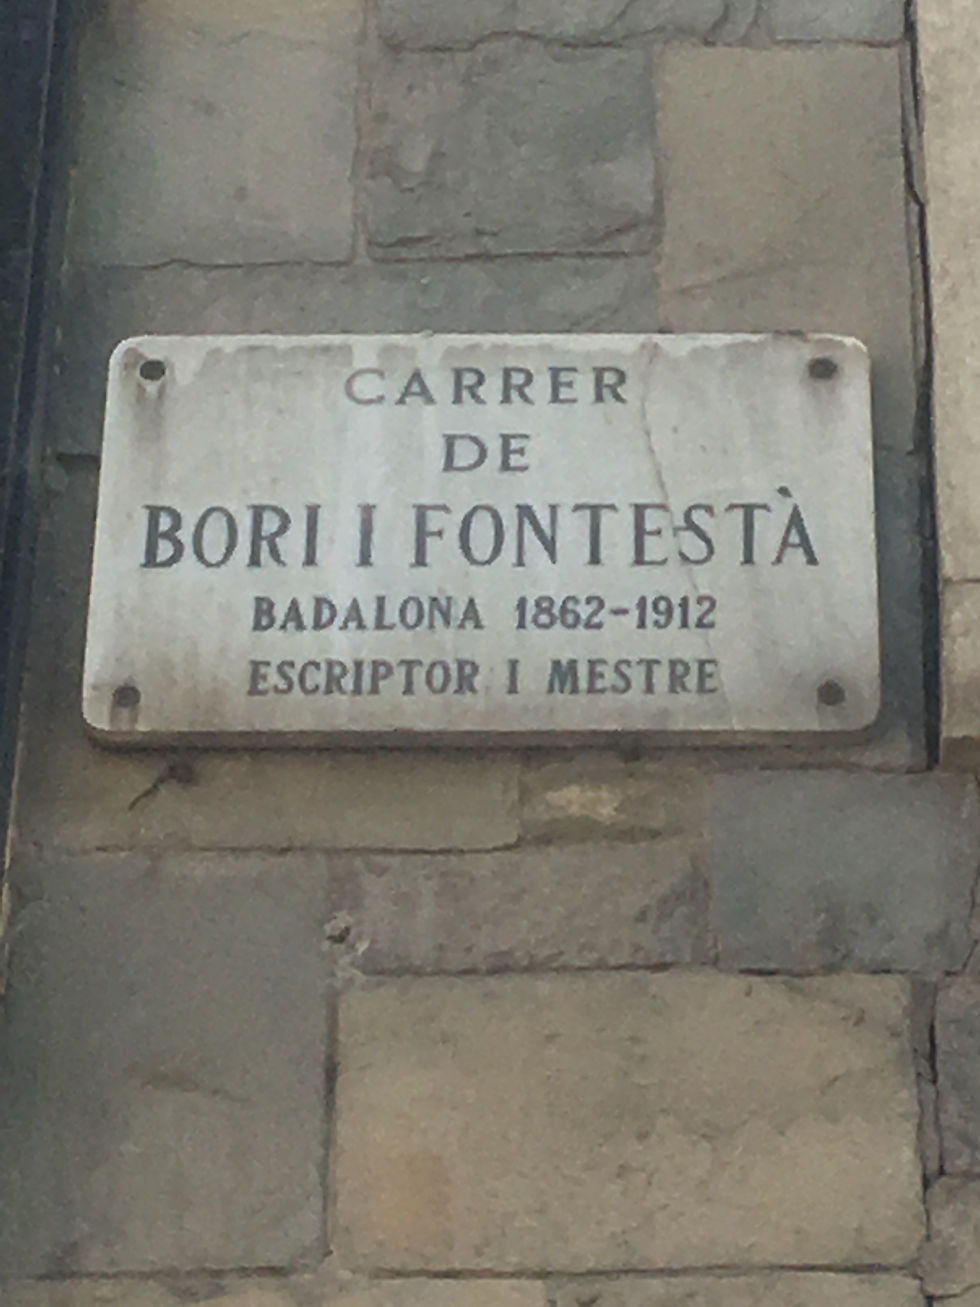 CARRER
DE
BORI I FONTESTÀ
BADALONA 1862-1912
ESCRIPTOR I MESTRE